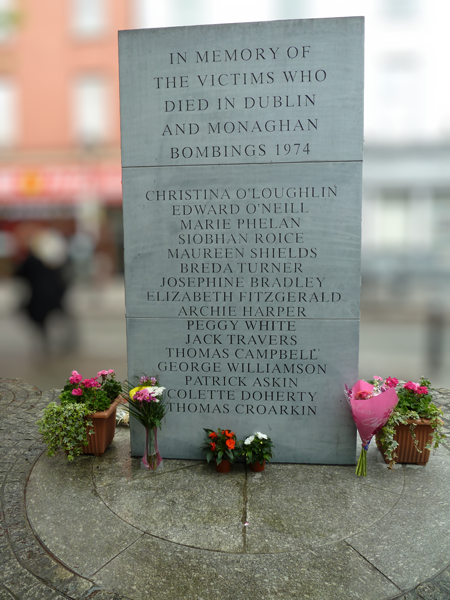 IN MEMORY OF
THE VICTIMS WHO
DIED IN DUBLIN
AND MONAGHAN
BOMBINGS 1974
CHRISTINA O'LOUGHLIN
EDWARD O'NEILL
MARIE PHELAN
SIOBHAN ROICE
MAUREEN SHIELDS
BREDA TURNER
JOSEPHINE BRADLEY
ELIZABETH FITZGERALD
ARCHIE HARPER
PEGGY WHITE
JACK TRAVERS
THOMAS CAMPBELL
GEORGE WILLIAMSON
PATRICK ASKIN
COLETTE DOHERTY
THOMAS CROARKIN